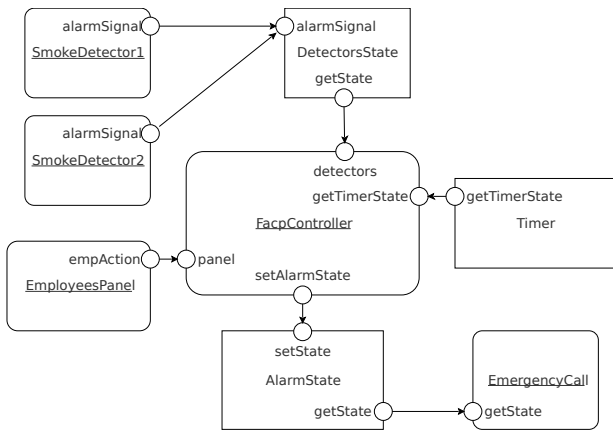 alarmSignal
SmokeDetector1
alarmSignal
DetectorsState
getState
alarmSignal
SmokeDetector2
detectors
getTimerState
FacpController
panel
setAlarmState
getTimerState
Timer
empAction
EmployeesPanel
setState
AlarmState
getState
EmergencyCall
getState